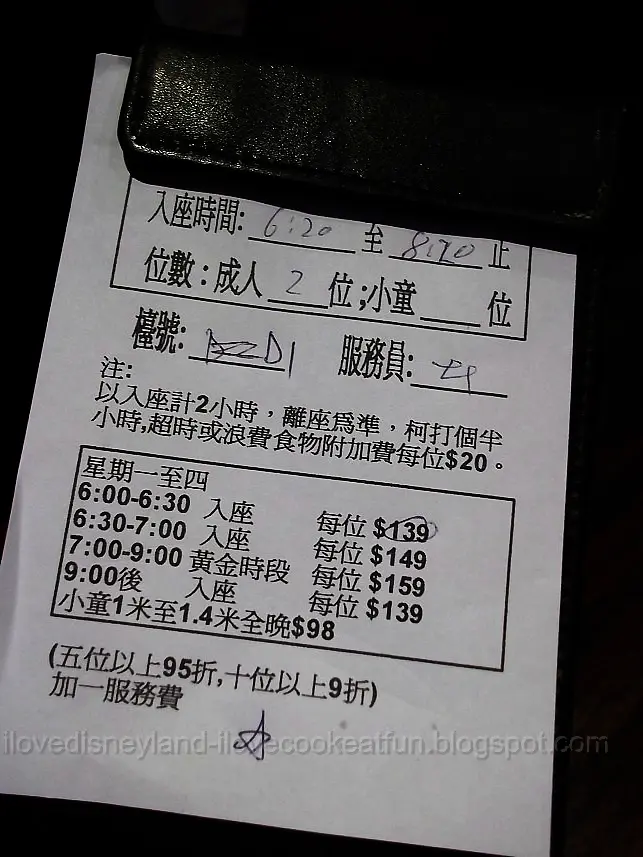 入座時間: 6:20 至 8:20 止
位數：成人 2 位；小童 位
檯號: D1 服務員:
注:
以入座計2小時，離座為準，柯打個半
小時,超時或浪費食物附加費每位$20。
星期一至四
6:00-6:30 入座 每位 $139
6:30-7:00 入座 每位 $149
7:00-9:00 黃金時段 每位 $159
9:00後 入座 每位 $139
小童1米至1.4米全晚$98
(五位以上95折,十位以上9折)
加一服務費
ilovedisneyland-ilovecookeatfun.blogspot.com